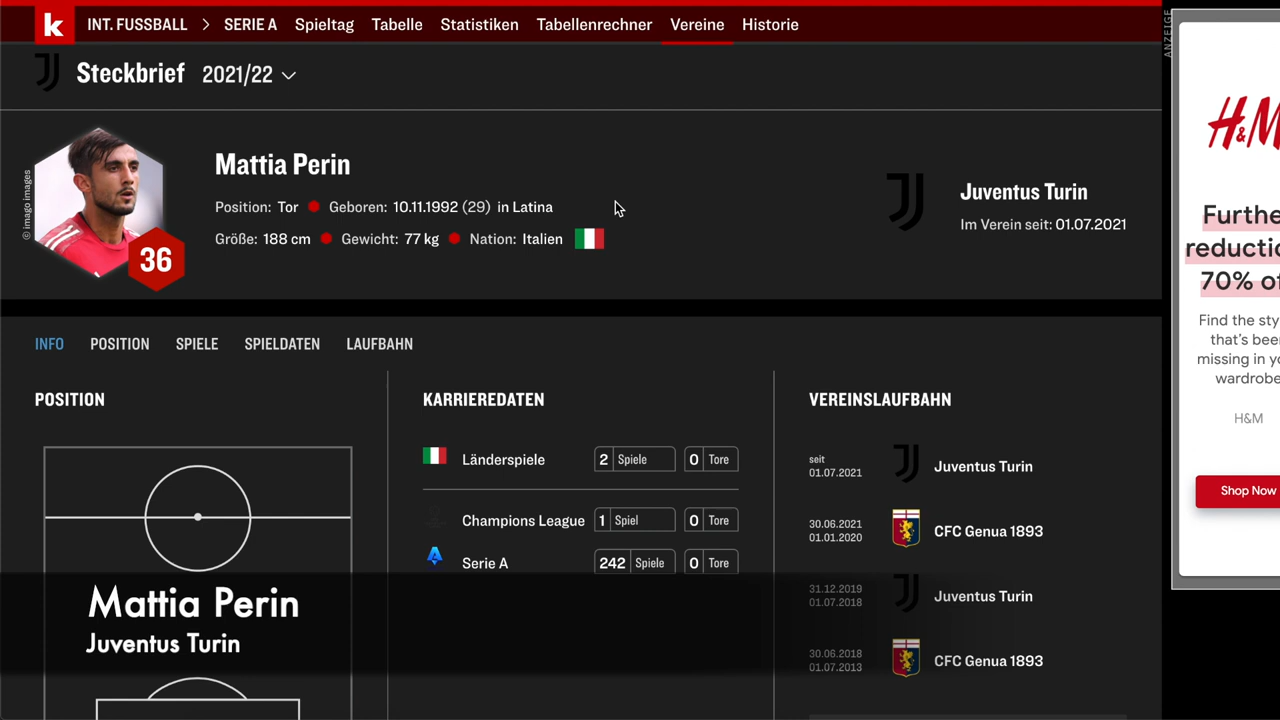 k INT. FUSSBALL > SERIE A Spieltag Tabelle Statistiken Tabellenrechner Vereine Historie
ANZEIGE
Steckbrief 2021/22
© imago images
36
Mattia Perin
Position: Tor Geboren: 10.11.1992 (29) in Latina
Größe: 188 cm Gewicht: 77 kg Nation: Italien
Juventus Turin
Im Verein seit: 01.07.2021
INFO POSITION SPIELE SPIELDATEN LAUFBAHN
POSITION
KARRIEREDATEN
Länderspiele 2 Spiele 0 Tore
Champions League 1 Spiel 0 Tore
Serie A 242 Spiele 0 Tore
VEREINSLAUFBAHN
seit
01.07.2021
Juventus Turin
30.06.2021
01.01.2020
CFC Genua 1893
31.12.2019
01.07.2018
Juventus Turin
30.06.2018
01.07.2013
CFC Genua 1893
Mattia Perin
Juventus Turin
H&M
Furthe
reductio
70% of
Find the sty
that's bee
missing in yo
wardrobe
H&M
Shop Now